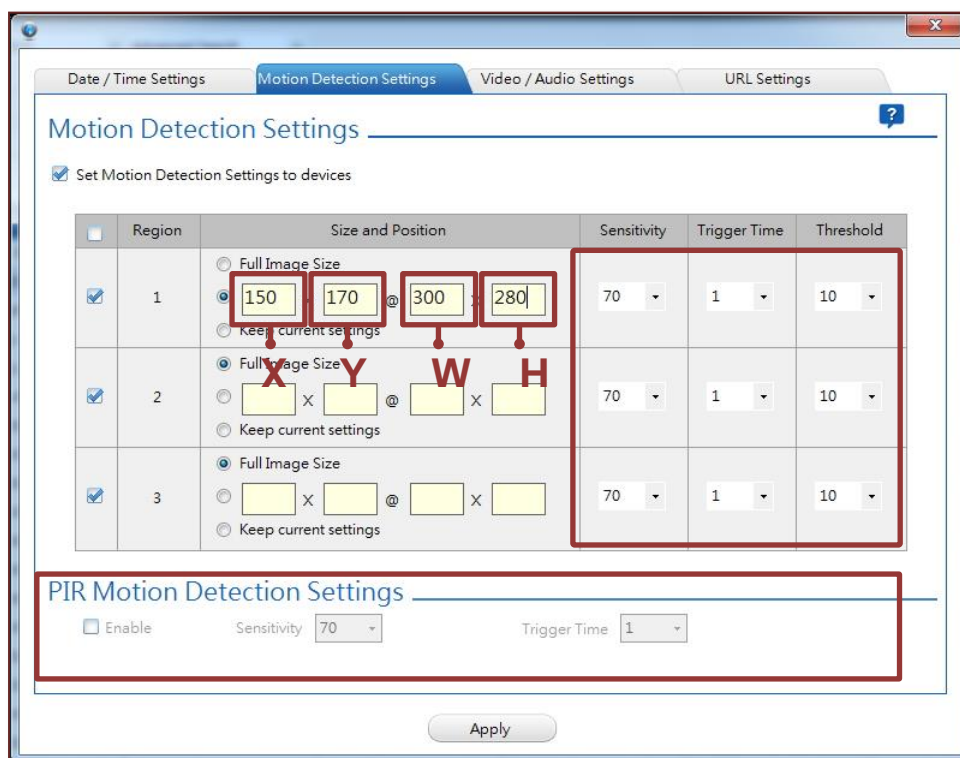 Date / Time Settings Motion Detection Settings Video / Audio Settings URL Settings
Motion Detection Settings ?
Set Motion Detection Settings to devices
Region Size and Position Sensitivity Trigger Time Threshold
Full Image Size
1 150 170 @ 300 x 280 70 1 10
Keep current settings
X Y W H
Full Image Size
2 x @ x 70 1 10
Keep current settings
Full Image Size
3 x @ x 70 1 10
Keep current settings
PIR Motion Detection Settings
Enable Sensitivity 70 Trigger Time 1
Apply